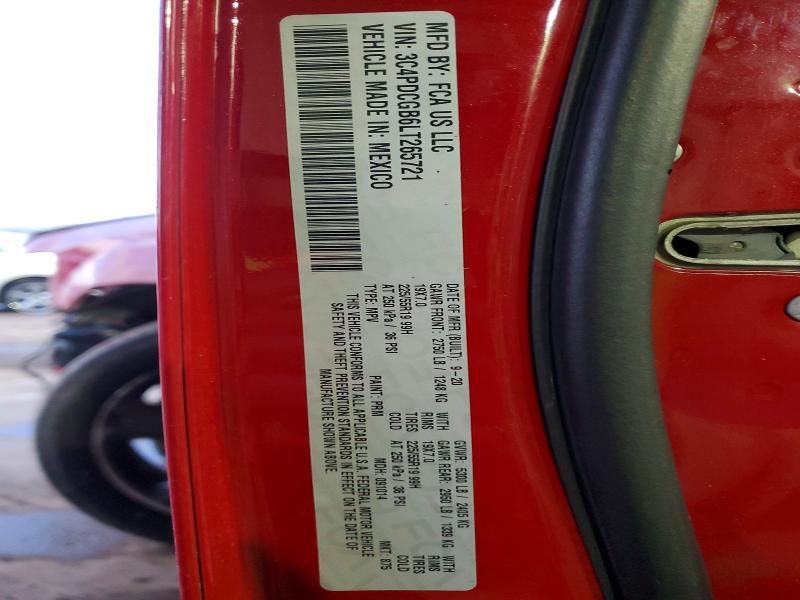 MFD BY: FCA US LLC
VIN: 3C4PDCGB6LT265721
VEHICLE MADE IN: MEXICO
DATE OF MFR (BUILT): 9-20 GVWR: 5300 LB / 2405 KG
GAWR FRONT: 2750 LB / 1248 KG WITH GAWR REAR: 2950 LB / 1339 KG WITH
19X7.0 RIMS 19X7.0 RIMS
225/55R19 99H TIRES 225/55R19 99H TIRES
AT 250 kPa / 36 PSI COLD AT 250 kPa / 36 PSI COLD
TYPE: MPV PAINT: PRM MDH: 091014 MKT: 875
THIS VEHICLE CONFORMS TO ALL APPLICABLE U.S.A. FEDERAL MOTOR VEHICLE
SAFETY AND THEFT PREVENTION STANDARDS IN EFFECT ON THE DATE OF
MANUFACTURE SHOWN ABOVE.